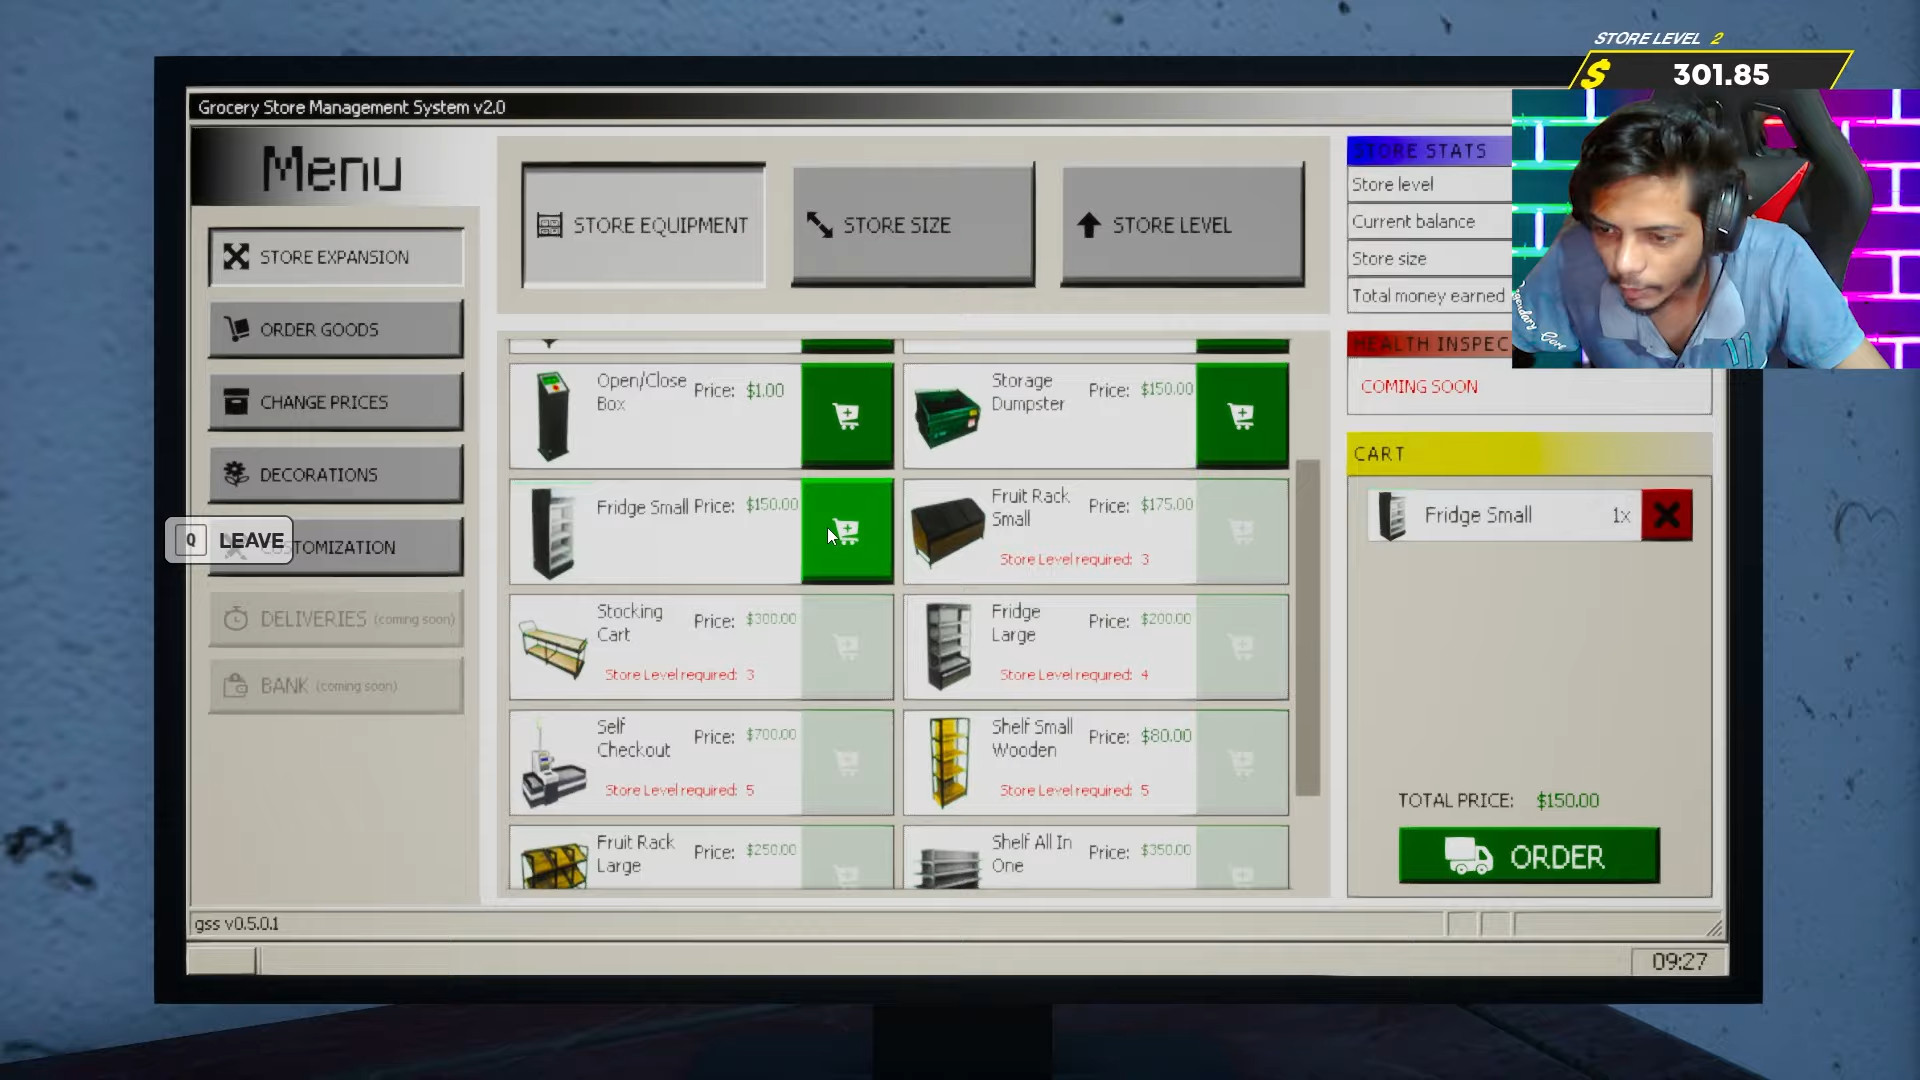 STORE LEVEL 2
$ 301.85
Grocery Store Management System v2.0
Menu
STORE EXPANSION
ORDER GOODS
CHANGE PRICES
DECORATIONS
Q LEAVE
DELIVERIES (coming soon)
BANK (coming soon)
STORE EQUIPMENT
STORE SIZE
STORE LEVEL
Open/Close
Box
Price: $1.00
Storage
Dumpster
Price: $150.00
Fridge Small Price: $150.00
Fruit Rack
Small
Price: $175.00
Store Level required: 3
Stocking
Cart
Price: $300.00
Store Level required: 3
Fridge
Large
Price: $200.00
Store Level required: 4
Self
Checkout
Price: $700.00
Store Level required: 5
Shelf Small
Wooden
Price: $80.00
Store Level required: 5
Fruit Rack
Large
Price: $250.00
Shelf All In
One
Price: $350.00
STORE STATS
Store level
Current balance
Store size
Total money earned
HEALTH INSPEC
COMING SOON
CART
Fridge Small 1x
TOTAL PRICE: $150.00
ORDER
gss v0.5.0.1
09:27
11